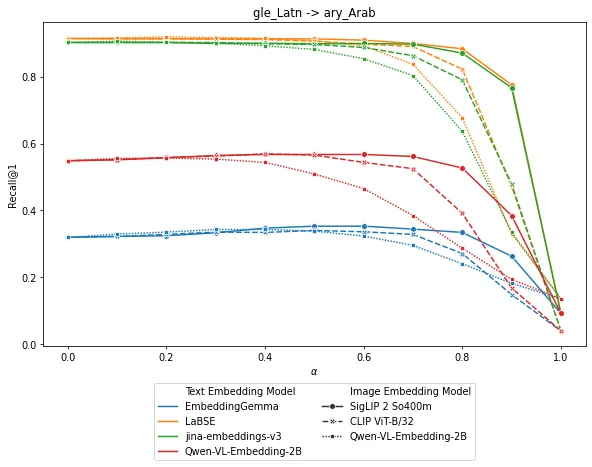 gle_Latn -> ary_Arab
Recall@1
0.8
0.6
0.4
0.2
0.0
0.0 0.2 0.4 0.6 0.8 1.0
α
Text Embedding Model Image Embedding Model
EmbeddingGemma SigLIP 2 So400m
LaBSE CLIP ViT-B/32
jina-embeddings-v3 Qwen-VL-Embedding-2B
Qwen-VL-Embedding-2B